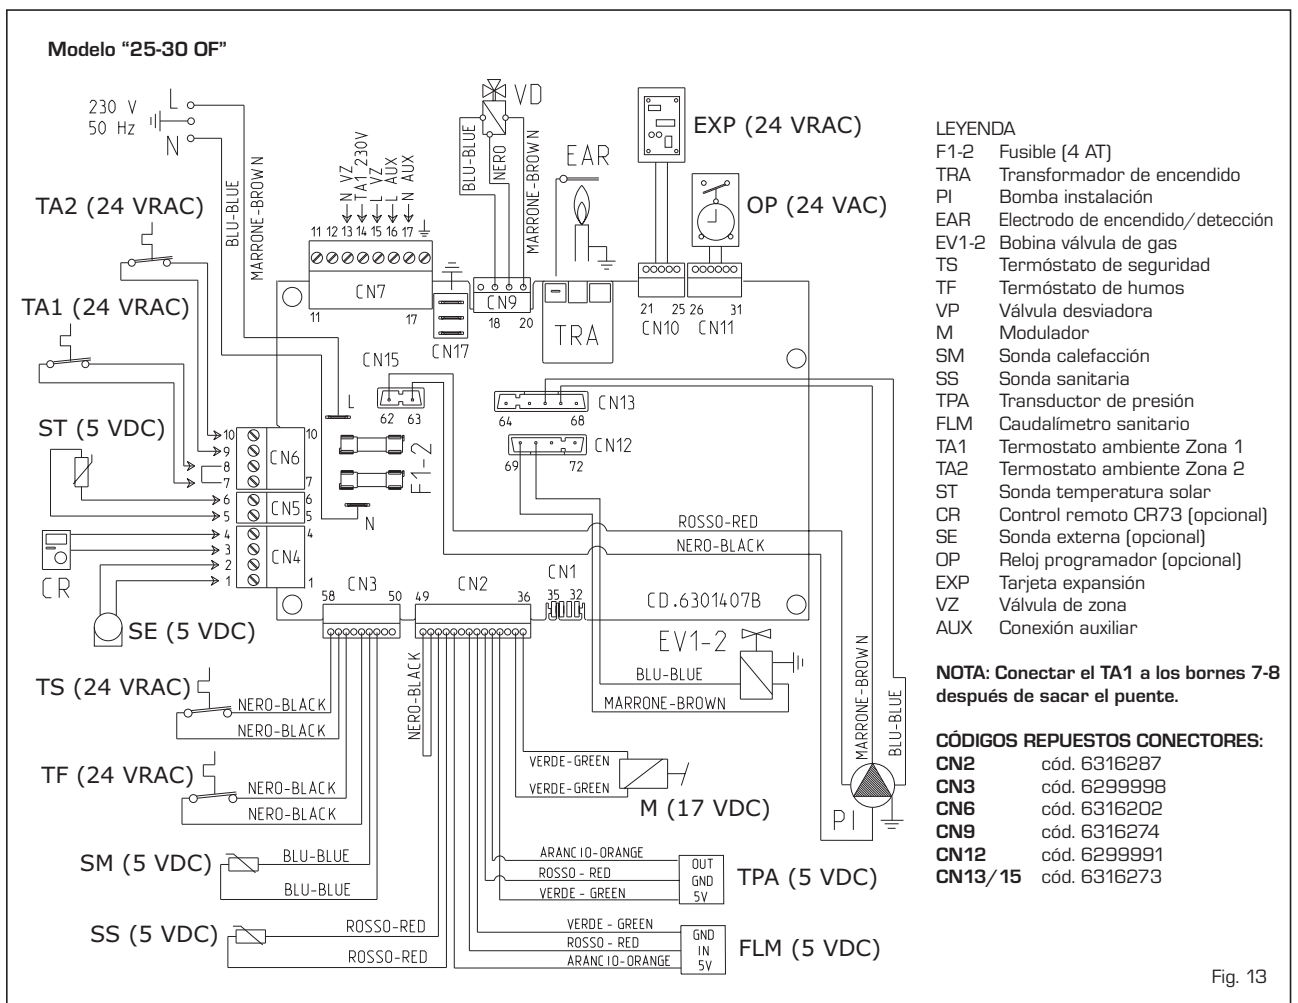 Modelo “25-30 OF”
230 V
50 Hz
L
N
BLU-BLUE
MARRONE-BROWN
N VZ
TA1 230V
L VZ
L AUX
N AUX
11 12 13 14 15 16 17
CN7
11
17
CN17
VD
BLU-BLUE
NERO
MARRONE-BROWN
CN9
18
20
EAR
TRA
EXP (24 VRAC)
OP (24 VAC)
21
25
26
31
CN10
CN11
TA2 (24 VRAC)
TA1 (24 VRAC)
ST (5 VDC)
CR
SE (5 VDC)
10
9
8
7
6
5
4
3
2
1
CN6
10
7
CN5
6
5
CN4
4
1
L
F1-2
N
CN15
62
63
CN13
64
68
CN12
69
72
ROSSO-RED
NERO-BLACK
CN3
58
50
CN2
49
36
CN1
35
32
CD.6301407B
EV1-2
BLU-BLUE
MARRONE-BROWN
MARRONE-BROWN
BLU-BLUE
PI
TS (24 VRAC)
NERO-BLACK
NERO-BLACK
NERO-BLACK
TF (24 VRAC)
NERO-BLACK
NERO-BLACK
VERDE-GREEN
VERDE-GREEN
M (17 VDC)
SM (5 VDC)
BLU-BLUE
BLU-BLUE
SS (5 VDC)
ROSSO-RED
ROSSO-RED
ARANCIO-ORANGE
ROSSO - RED
VERDE - GREEN
OUT
GND
5V
TPA (5 VDC)
VERDE - GREEN
ROSSO - RED
ARANCIO-ORANGE
GND
IN
5V
FLM (5 VDC)
LEYENDA
F1-2 Fusible (4 AT)
TRA Transformador de encendido
PI Bomba instalación
EAR Electrodo de encendido/detección
EV1-2 Bobina válvula de gas
TS Termóstato de seguridad
TF Termóstato de humos
VP Válvula desviadora
M Modulador
SM Sonda calefacción
SS Sonda sanitaria
TPA Transductor de presión
FLM Caudalímetro sanitario
TA1 Termostato ambiente Zona 1
TA2 Termostato ambiente Zona 2
ST Sonda temperatura solar
CR Control remoto CR73 (opcional)
SE Sonda externa (opcional)
OP Reloj programador (opcional)
EXP Tarjeta expansión
VZ Válvula de zona
AUX Conexión auxiliar
NOTA: Conectar el TA1 a los bornes 7-8
después de sacar el puente.
CÓDIGOS REPUESTOS CONECTORES:
CN2 cód. 6316287
CN3 cód. 6299998
CN6 cód. 6316202
CN9 cód. 6316274
CN12 cód. 6299991
CN13/15 cód. 6316273
Fig. 13